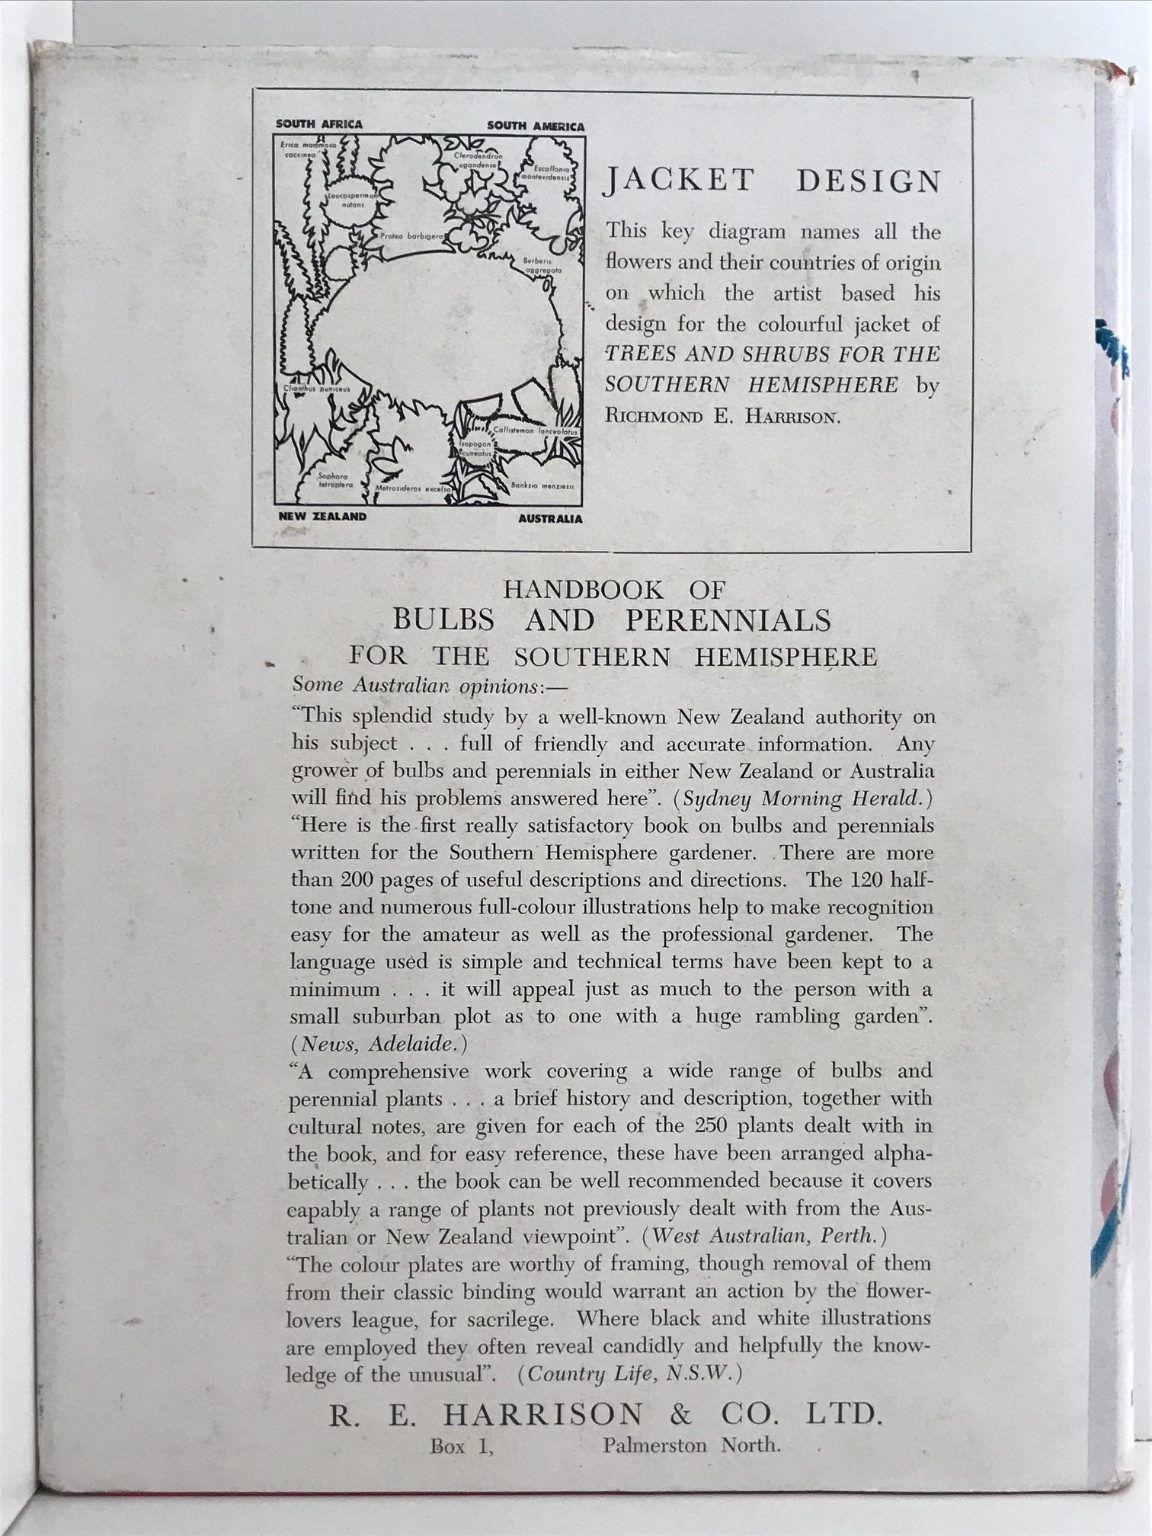 SOUTH AFRICA
SOUTH AMERICA
Erica mammosa
coccinea
Leucospermum
nutans
Protea barbigera
Clerodendron
ugandense
Escallonia
montevidensis
Berberis
aggregata
Clianthus puniceus
Sophora
tetraptera
Metrosideros excelsa
Isopogon
cuneatus
Callistemon lanceolatus
Banksia menziesii
NEW ZEALAND
AUSTRALIA
JACKET DESIGN
This key diagram names all the
flowers and their countries of origin
on which the artist based his
design for the colourful jacket of
TREES AND SHRUBS FOR THE
SOUTHERN HEMISPHERE by
RICHMOND E. HARRISON.
HANDBOOK OF
BULBS AND PERENNIALS
FOR THE SOUTHERN HEMISPHERE
Some Australian opinions:—
“This splendid study by a well-known New Zealand authority on
his subject . . . full of friendly and accurate information. Any
grower of bulbs and perennials in either New Zealand or Australia
will find his problems answered here”. (Sydney Morning Herald.)
“Here is the first really satisfactory book on bulbs and perennials
written for the Southern Hemisphere gardener. There are more
than 200 pages of useful descriptions and directions. The 120 half-
tone and numerous full-colour illustrations help to make recognition
easy for the amateur as well as the professional gardener. The
language used is simple and technical terms have been kept to a
minimum . . . it will appeal just as much to the person with a
small suburban plot as to one with a huge rambling garden”.
(News, Adelaide.)
“A comprehensive work covering a wide range of bulbs and
perennial plants . . . a brief history and description, together with
cultural notes, are given for each of the 250 plants dealt with in
the book, and for easy reference, these have been arranged alpha-
betically . . . the book can be well recommended because it covers
capably a range of plants not previously dealt with from the Aus-
tralian or New Zealand viewpoint”. (West Australian, Perth.)
“The colour plates are worthy of framing, though removal of them
from their classic binding would warrant an action by the flower-
lovers league, for sacrilege. Where black and white illustrations
are employed they often reveal candidly and helpfully the know-
ledge of the unusual”. (Country Life, N.S.W.)
R. E. HARRISON & CO. LTD.
Box 1, Palmerston North.